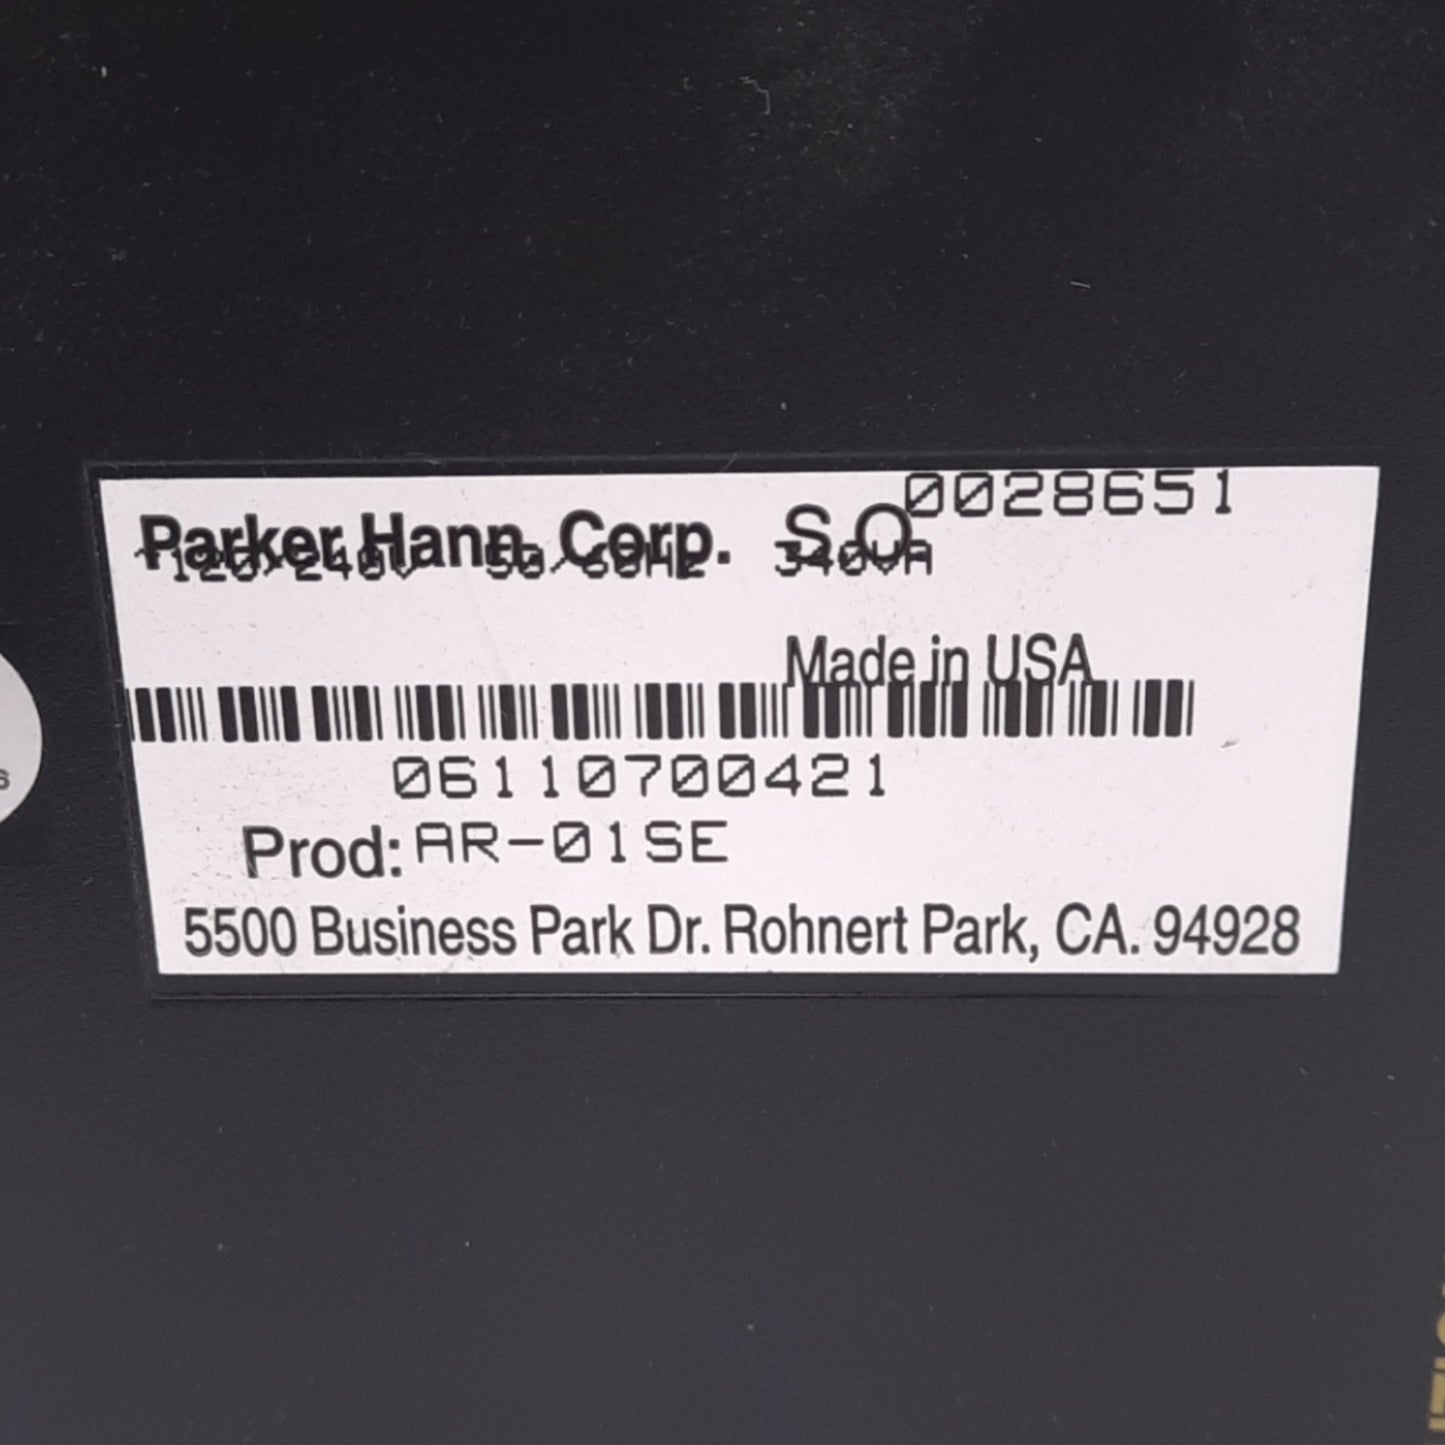 Parker Hann. Corp. S.O. 0028651
120/240V 50/60HZ 340VA
Made in USA
06110700421
Prod: AR-01SE
5500 Business Park Dr. Rohnert Park, CA. 94928